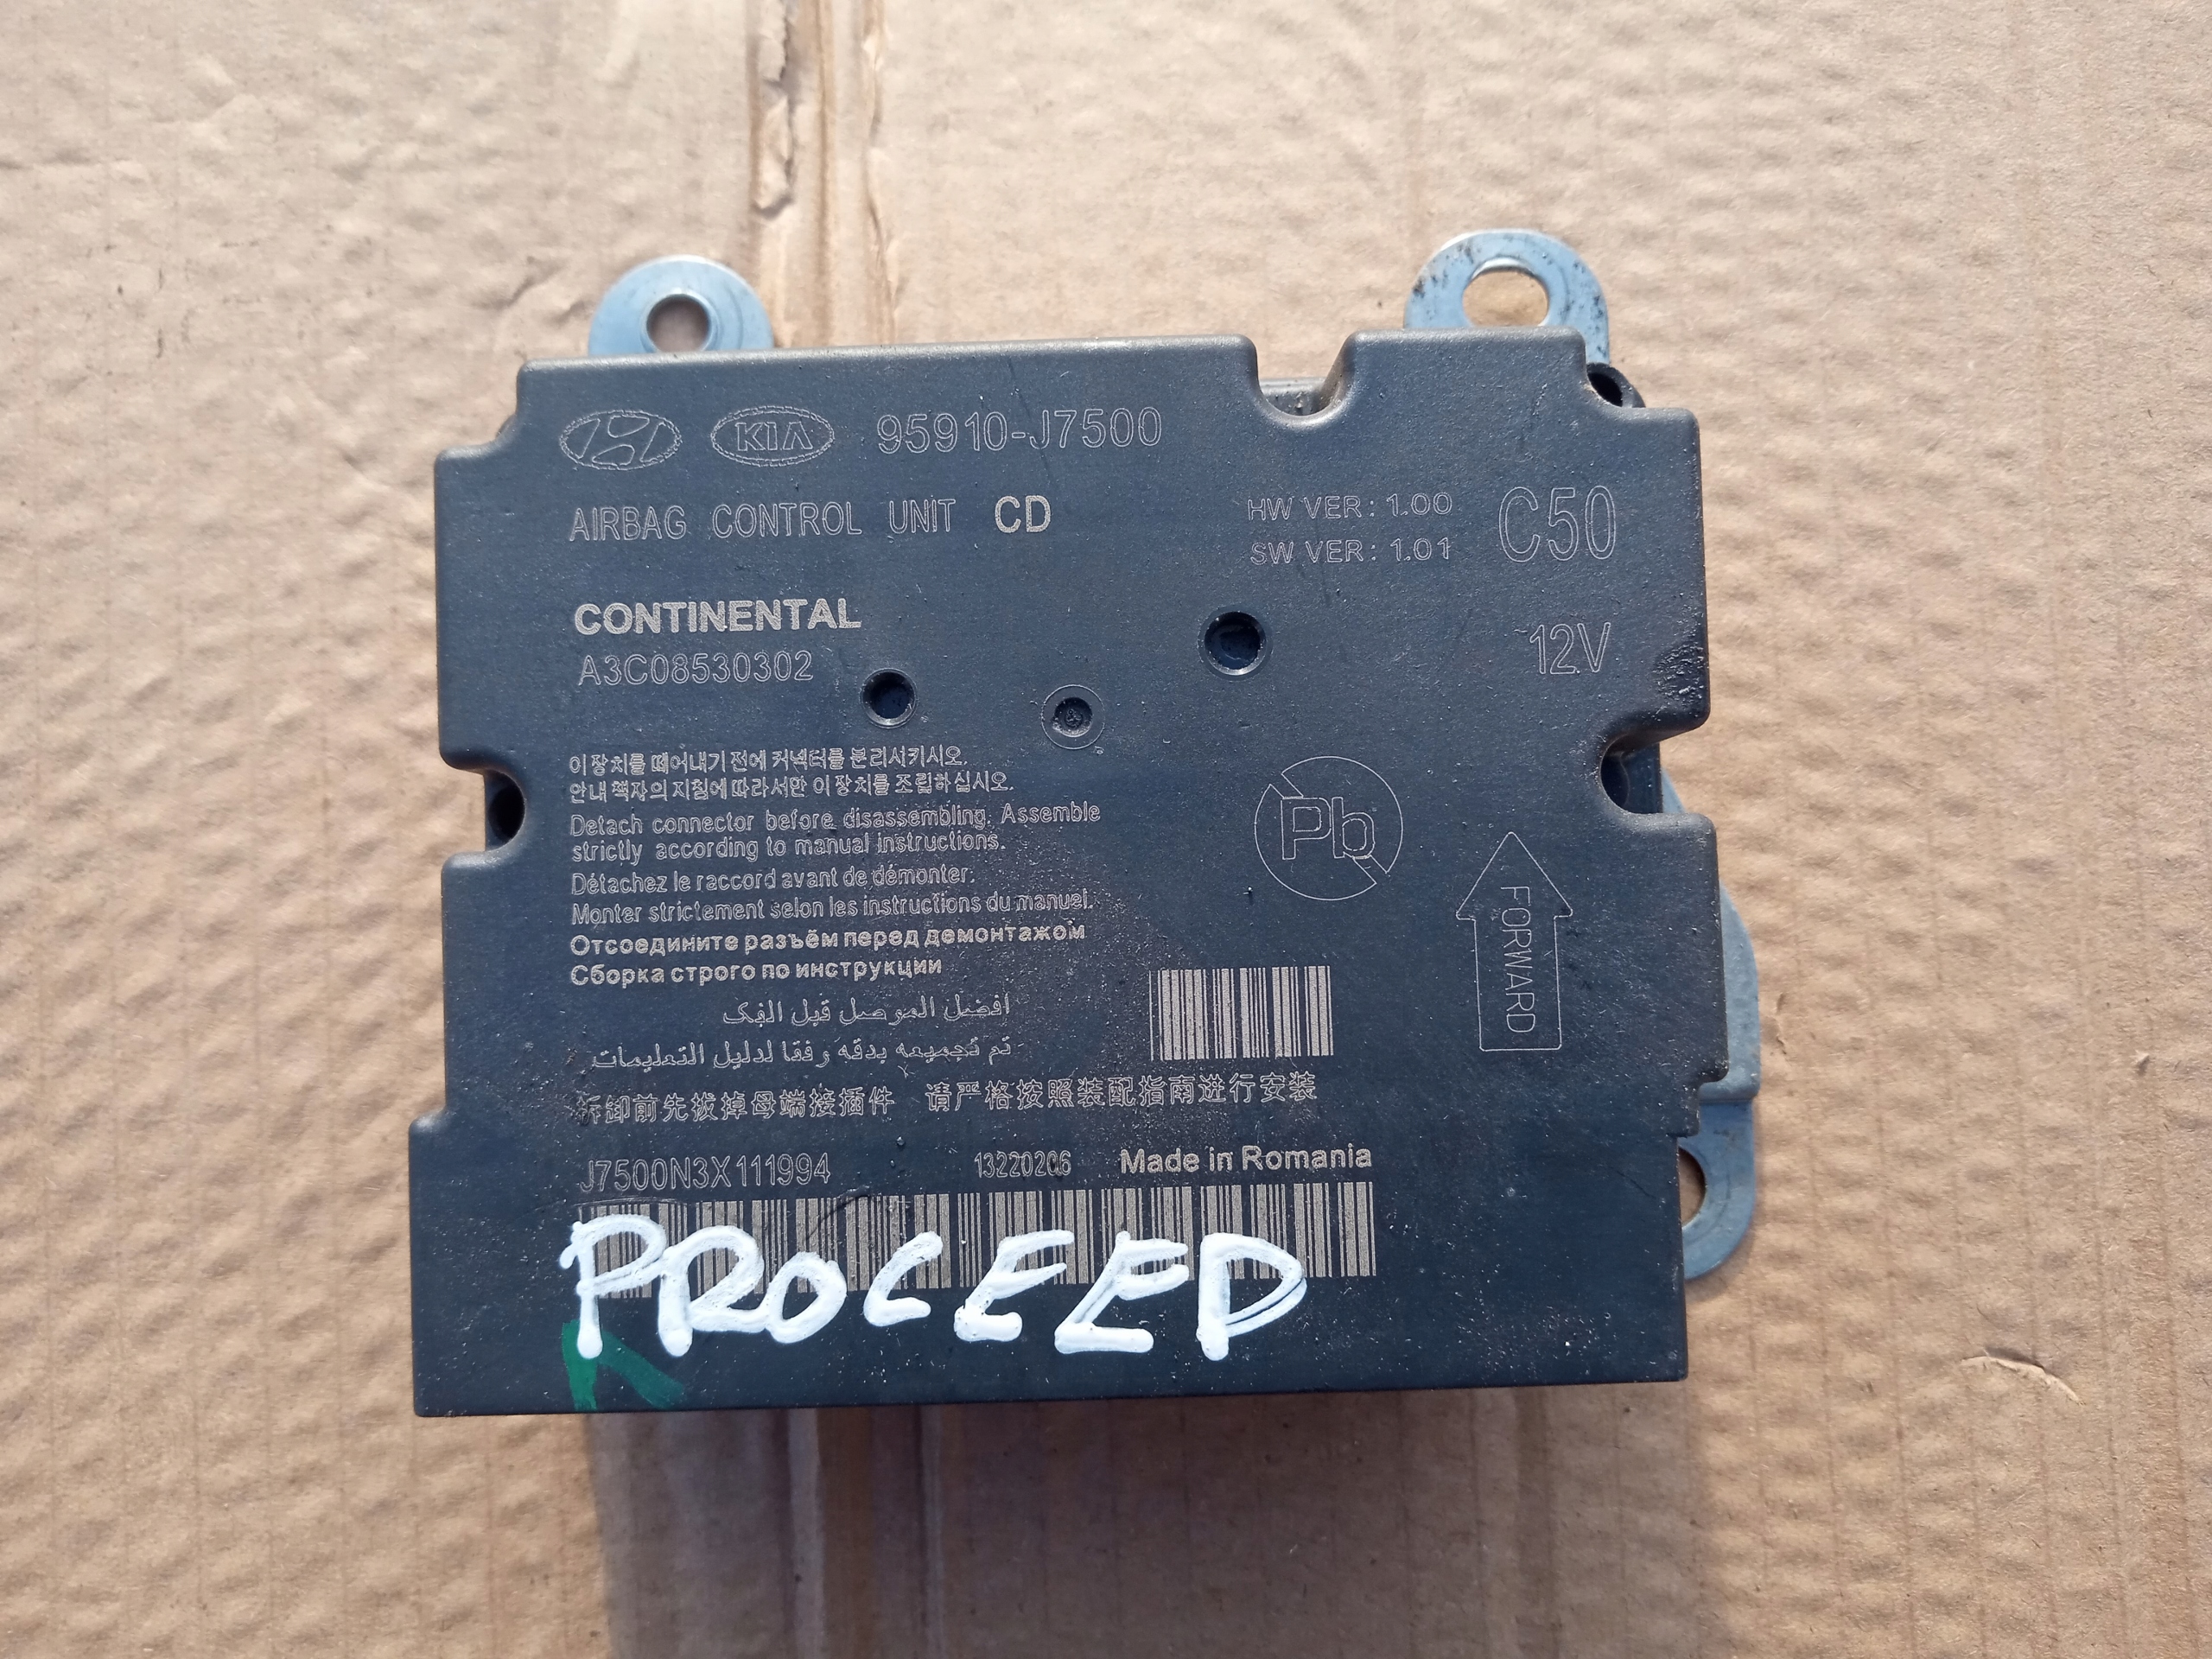 KIA 95910-J7500
AIRBAG CONTROL UNIT CD
HW VER: 1.00
SW VER: 1.01
C50
CONTINENTAL
A3C08530302
12V
이 장치를 떼어내기 전에 커넥터를 분리시키시오.
안내 책자의 지침에 따라서만 이 장치를 조립하십시오.
Detach connector before disassembling. Assemble
strictly according to manual instructions.
Détachez le raccord avant de démonter.
Monter strictement selon les instructions du manuel.
Отсоедините разъём перед демонтажом
Сборка строго по инструкции
افضل الموصل قبل الفك
تم تجميعه بدقه وفقا لدليل التعليمات
拆卸前先拔掉母端接插件 请严格按照装配指南进行安装
Pb
FORWARD
J7500N3X111994 13220206 Made in Romania
PROCEED